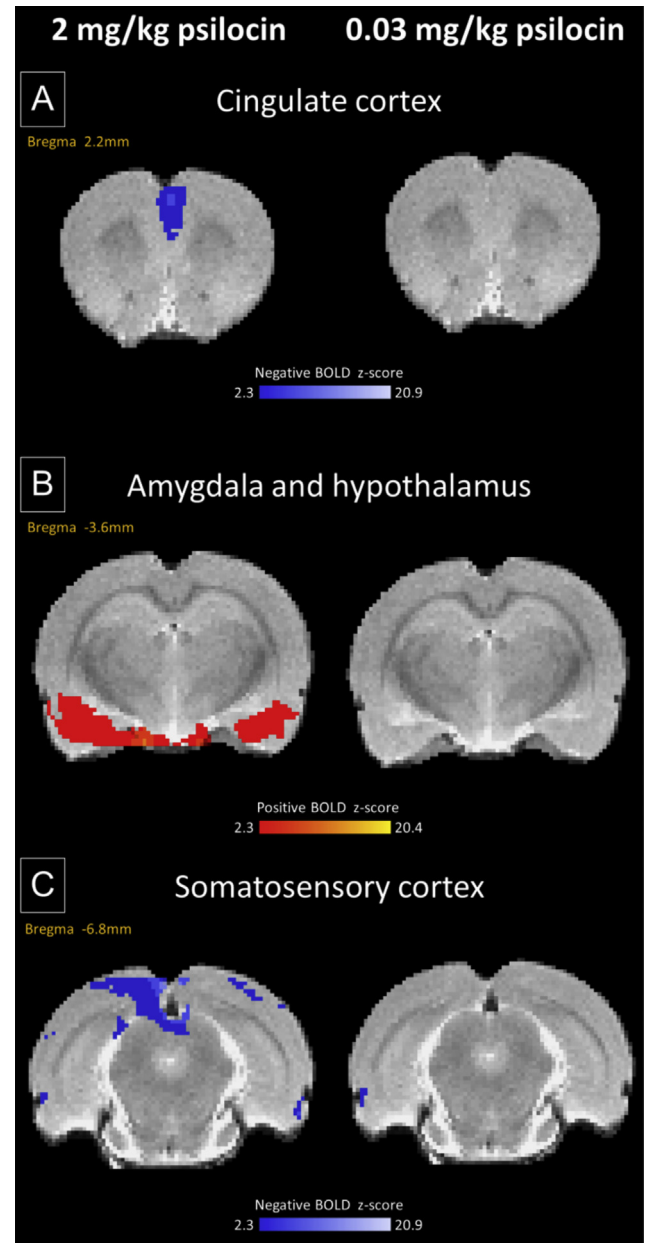 2 mg/kg psilocin 0.03 mg/kg psilocin
A Cingulate cortex
Bregma 2.2mm
Negative BOLD z-score
2.3 20.9
B Amygdala and hypothalamus
Bregma -3.6mm
Positive BOLD z-score
2.3 20.4
C Somatosensory cortex
Bregma -6.8mm
Negative BOLD z-score
2.3 20.9